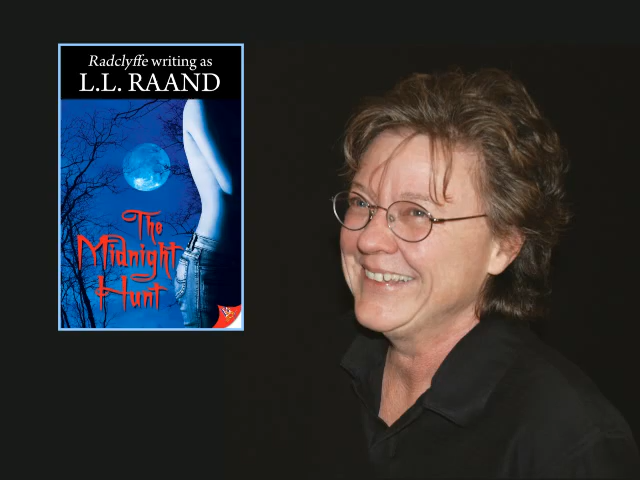 Radclyffe writing as
L.L. RAAND
The
Midnight
Hunt